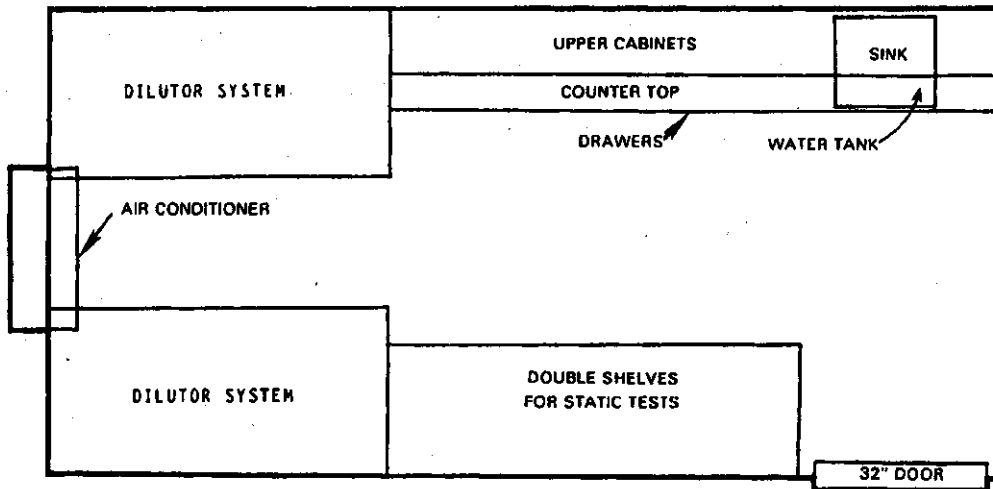 UPPER CABINETS
SINK
DILUTOR SYSTEM
COUNTER TOP
DRAWERS
WATER TANK
AIR CONDITIONER
DOUBLE SHELVES
FOR STATIC TESTS
DILUTOR SYSTEM
32" DOOR